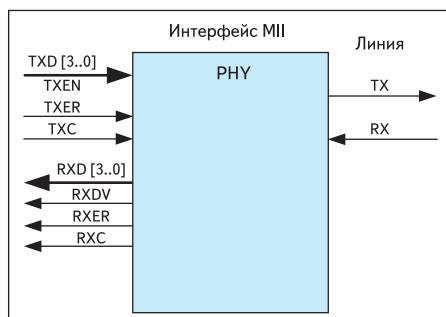 Интерфейс MII
Линия
PHY
TXD [3..0]
TXEN
TXER
TXC
RXD [3..0]
RXDV
RXER
RXC
TX
RX